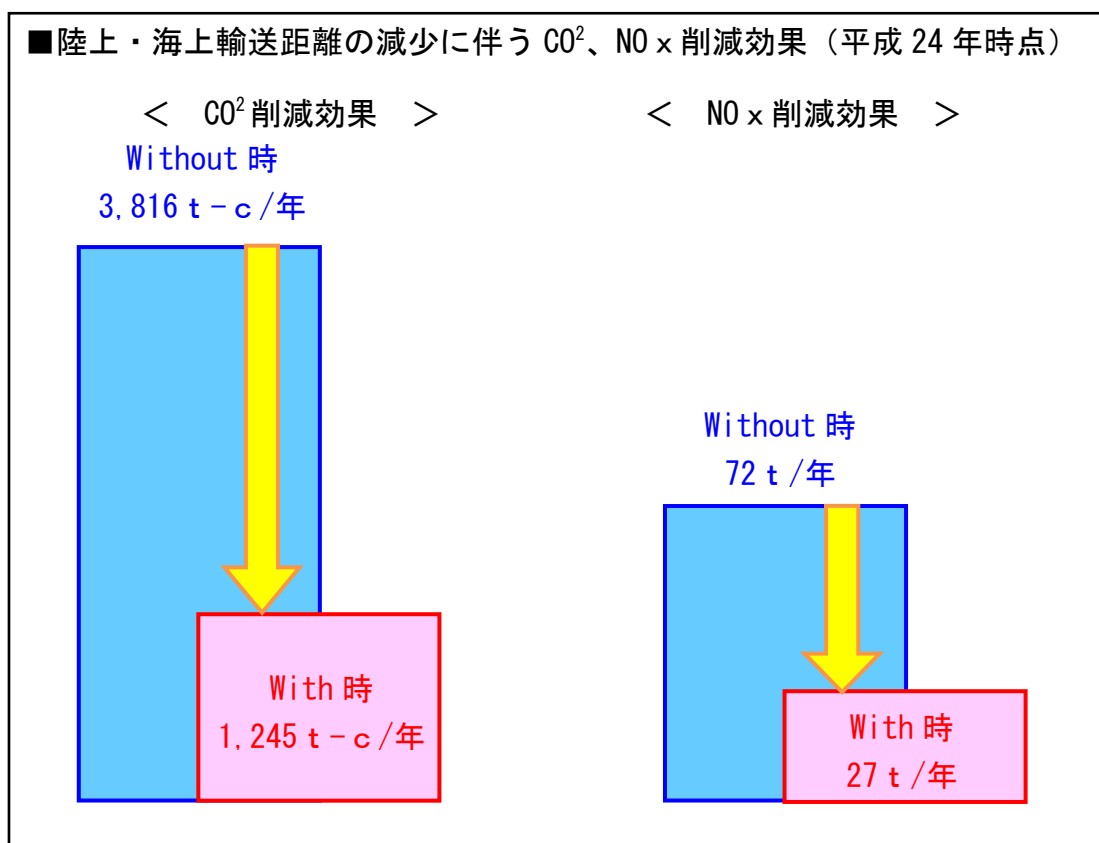 ■陸上・海上輸送距離の減少に伴う CO²、NOx削減効果（平成 24 年時点）
＜ CO²削減効果 ＞
Without 時
3,816 t-c/年
With 時
1,245 t-c/年
＜ NOx削減効果 ＞
Without 時
72 t/年
With 時
27 t/年